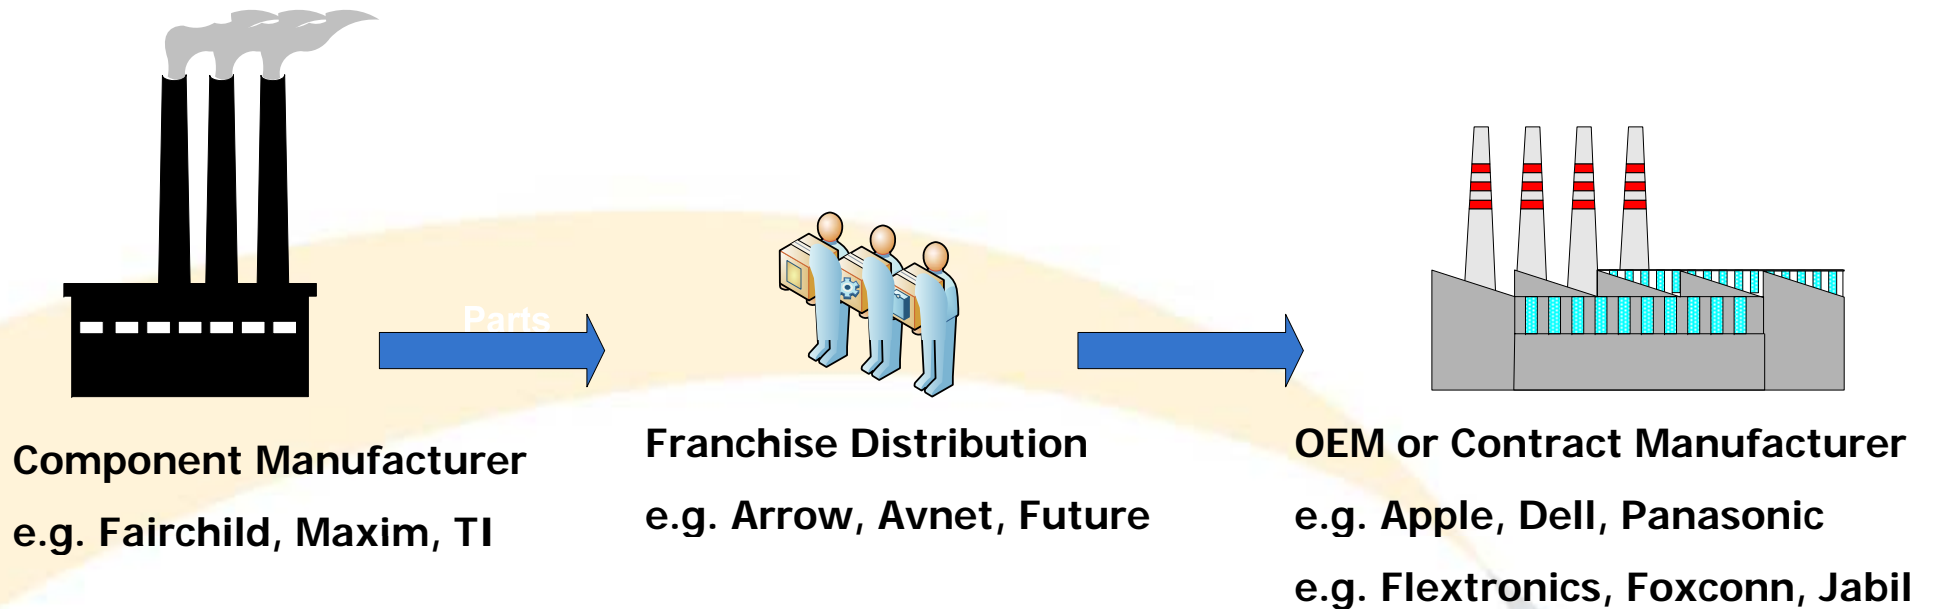 Parts
Component Manufacturer
e.g. Fairchild, Maxim, TI
Franchise Distribution
e.g. Arrow, Avnet, Future
OEM or Contract Manufacturer
e.g. Apple, Dell, Panasonic
e.g. Flextronics, Foxconn, Jabil